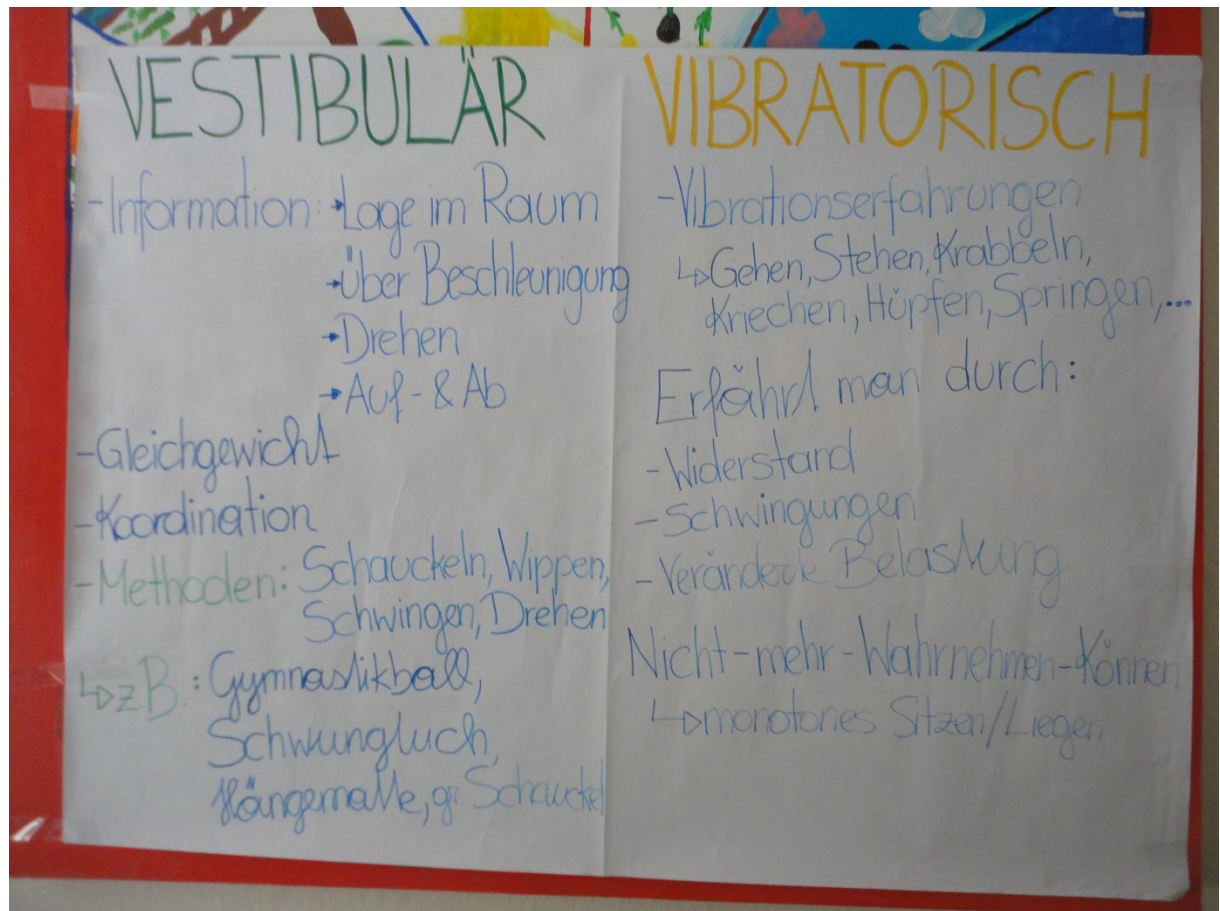 VESTIBULÄR
- Information: → Lage im Raum
→ Über Beschleunigung
→ Drehen
→ Auf- & Ab
- Gleichgewicht
- Koordination
- Methoden: Schauckeln, Wippen,
Schwingen, Drehen
↳ z B.: Gymnastikball,
Schwungtuch,
Hängematte, gr. Schauckel
VIBRATORISCH
- Vibrationserfahrungen
↳ Gehen, Stehen, Krabbeln,
Kriechen, Hüpfen, Springen,...
Erfährt man durch:
- Widerstand
- Schwingungen
- Veränderte Belastung
Nicht-mehr-Wahrnehmen-Können
↳ monotones Sitzen/Liegen